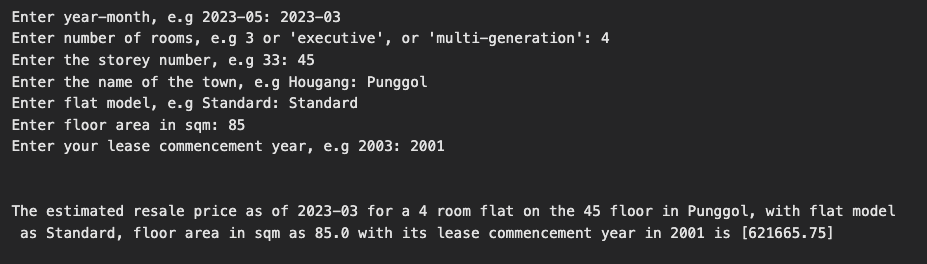 Enter year-month, e.g 2023-05: 2023-03
Enter number of rooms, e.g 3 or 'executive', or 'multi-generation': 4
Enter the storey number, e.g 33: 45
Enter the name of the town, e.g Hougang: Punggol
Enter flat model, e.g Standard: Standard
Enter floor area in sqm: 85
Enter your lease commencement year, e.g 2003: 2001
The estimated resale price as of 2023-03 for a 4 room flat on the 45 floor in Punggol, with flat model
as Standard, floor area in sqm as 85.0 with its lease commencement year in 2001 is [621665.75]